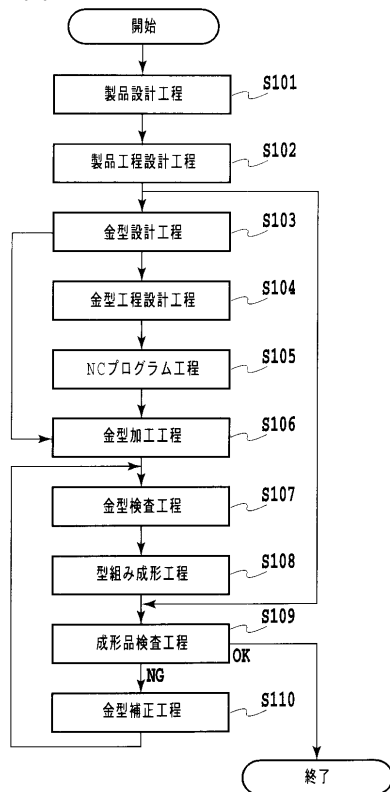 開始
製品設計工程
S101
製品工程設計工程
S102
金型設計工程
S103
金型工程設計工程
S104
NCプログラム工程
S105
金型加工工程
S106
金型検査工程
S107
型組み成形工程
S108
成形品検査工程
S109
OK
NG
金型補正工程
S110
終了